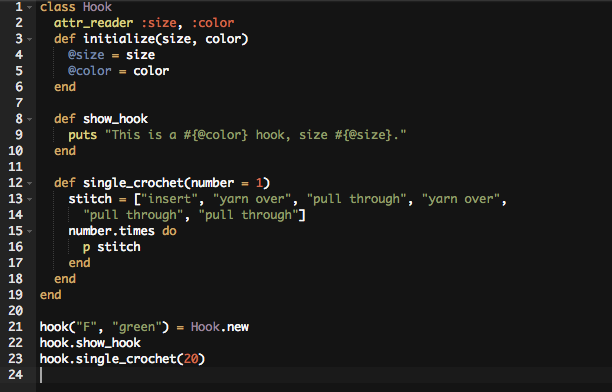 1 class Hook
2   attr_reader :size, :color
3   def initialize(size, color)
4     @size = size
5     @color = color
6   end
7
8   def show_hook
9     puts "This is a #{@color} hook, size #{@size}."
10   end
11
12   def single_crochet(number = 1)
13     stitch = ["insert", "yarn over", "pull through", "yarn over",
14       "pull through", "pull through"]
15     number.times do
16       p stitch
17     end
18   end
19 end
20
21 hook("F", "green") = Hook.new
22 hook.show_hook
23 hook.single_crochet(20)
24